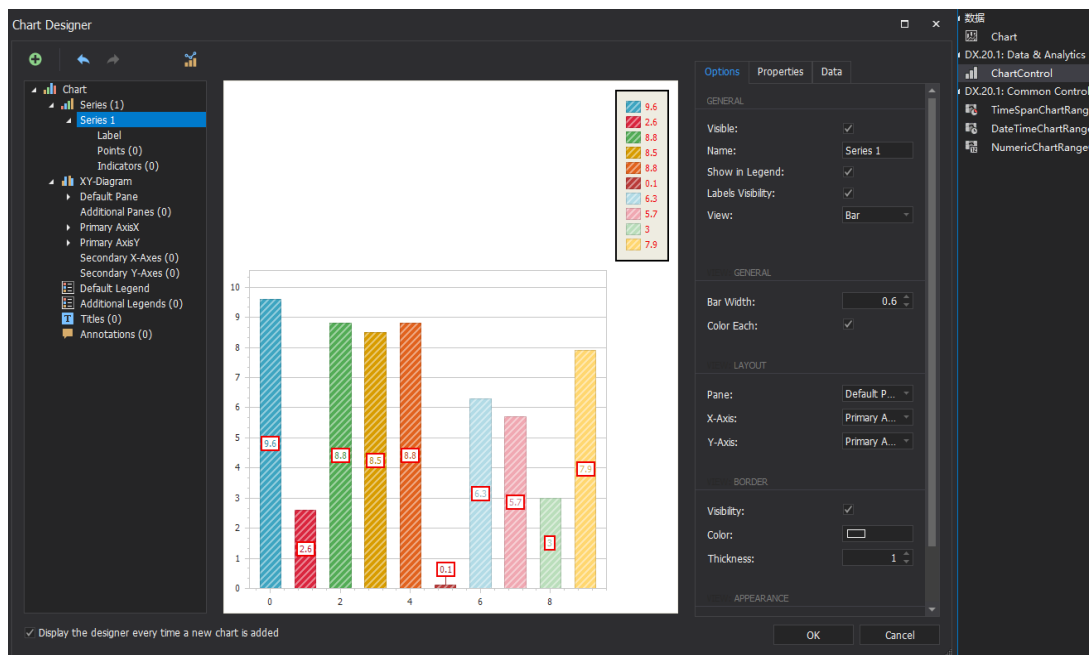 Chart Designer
Chart
Series (1)
Series 1
Label
Points (0)
Indicators (0)
XY-Diagram
Default Pane
Additional Panes (0)
Primary AxisX
Primary AxisY
Secondary X-Axes (0)
Secondary Y-Axes (0)
Default Legend
Additional Legends (0)
T Titles (0)
Annotations (0)
9.6
2.6
8.8
8.5
8.8
0.1
6.3
5.7
3
7.9
10
9
8
7
6
5
4
3
2
1
0
9.6
2.6
8.8
8.5
8.8
0.1
6.3
5.7
3
7.9
0 2 4 6 8
Options Properties Data
GENERAL
Visible:
Name: Series 1
Show in Legend:
Labels Visibility:
View: Bar
GENERAL
Bar Width: 0.6
Color Each:
LAYOUT
Pane: Default P...
X-Axis: Primary A...
Y-Axis: Primary A...
BORDER
Visibility:
Color:
Thickness: 1
APPEARANCE
Display the designer every time a new chart is added
OK Cancel
数据
Chart
DX.20.1: Data & Analytics
ChartControl
DX.20.1: Common Control
TimeSpanChartRang
DateTimeChartRang
NumericChartRange